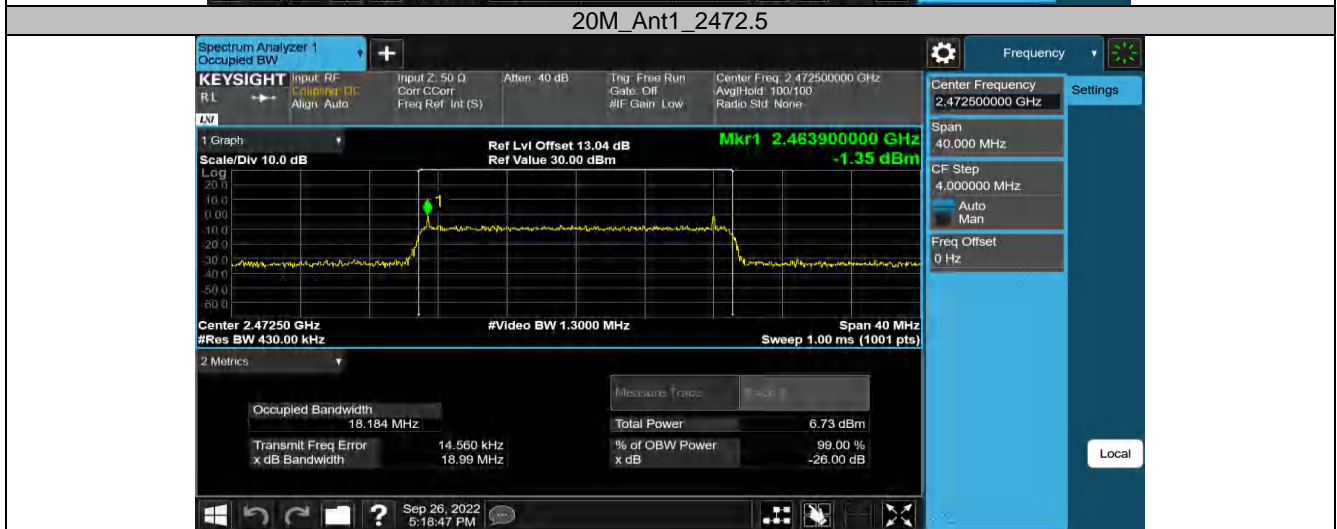 20M_Ant1_2472.5
Spectrum Analyzer 1
Occupied BW
Frequency
KEYSIGHT
RL
LXI
Input: RF
Coupling: DC
Align: Auto
Input Z: 50 Ω
Corr CCorr
Freq Ref: Int (S)
Atten: 40 dB
Trig: Free Run
Gate: Off
#IF Gain: Low
Center Freq: 2.472500000 GHz
Avg|Hold: 100/100
Radio Std: None
Center Frequency
2.472500000 GHz
Settings
Span
40.000 MHz
CF Step
4.000000 MHz
Auto
Man
Freq Offset
0 Hz
Local
1 Graph
Scale/Div 10.0 dB
Ref Lvl Offset 13.04 dB
Ref Value 30.00 dBm
Mkr1 2.463900000 GHz
-1.35 dBm
Log
20.0
10.0
0.00
-10.0
-20.0
-30.0
-40.0
-50.0
-60.0
1
Center 2.47250 GHz
#Res BW 430.00 kHz
#Video BW 1.3000 MHz
Span 40 MHz
Sweep 1.00 ms (1001 pts)
2 Metrics
Measure Trace
Occupied Bandwidth
18.184 MHz
Total Power 6.73 dBm
Transmit Freq Error 14.560 kHz
% of OBW Power 99.00 %
x dB Bandwidth 18.99 MHz
x dB -26.00 dB
?
Sep 26, 2022
5:18:47 PM